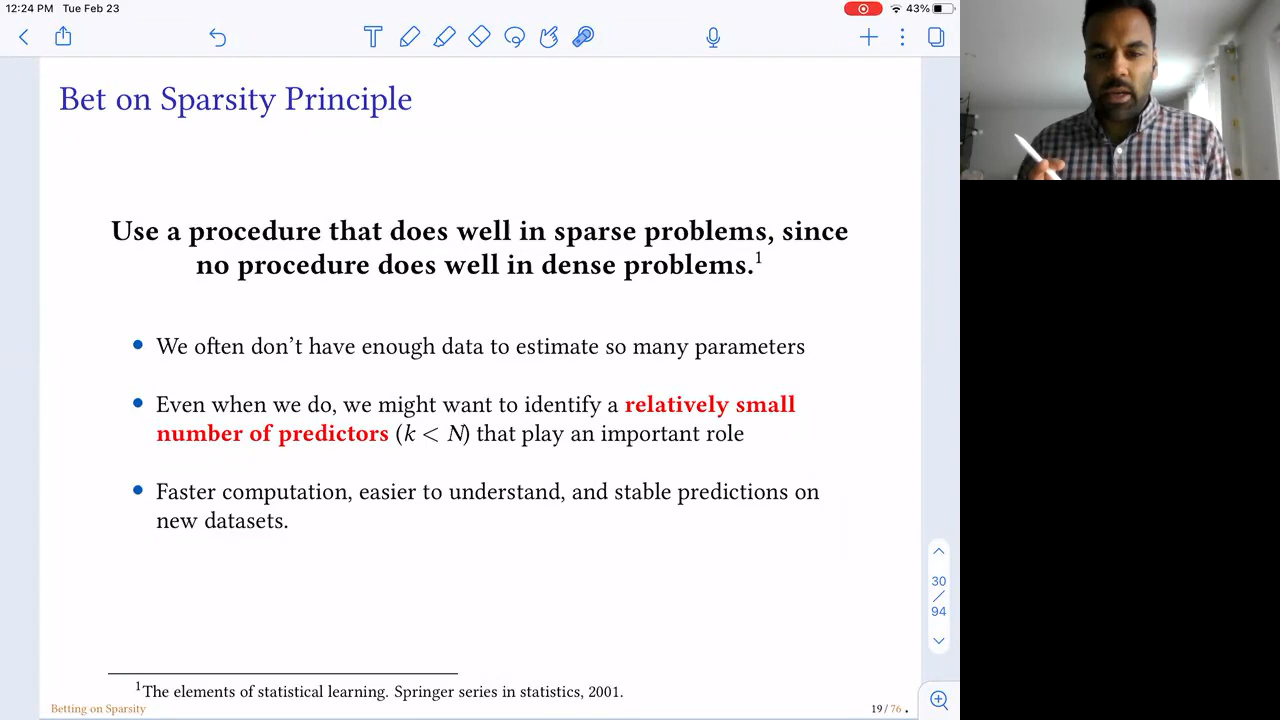 12:24 PM Tue Feb 23
43%
Bet on Sparsity Principle
Use a procedure that does well in sparse problems, since
no procedure does well in dense problems.1
• We often don't have enough data to estimate so many parameters
• Even when we do, we might want to identify a relatively small
number of predictors (k < N) that play an important role
• Faster computation, easier to understand, and stable predictions on
new datasets.
30
/
94
1The elements of statistical learning. Springer series in statistics, 2001.
Betting on Sparsity
19 / 76 .